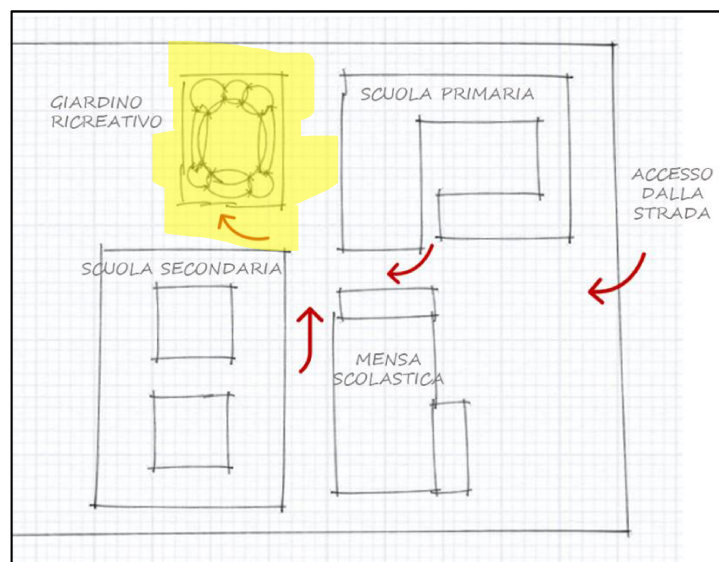 GIARDINO
RICREATIVO
SCUOLA PRIMARIA
ACCESSO
DALLA
STRADA
SCUOLA SECONDARIA
MENSA
SCOLASTICA